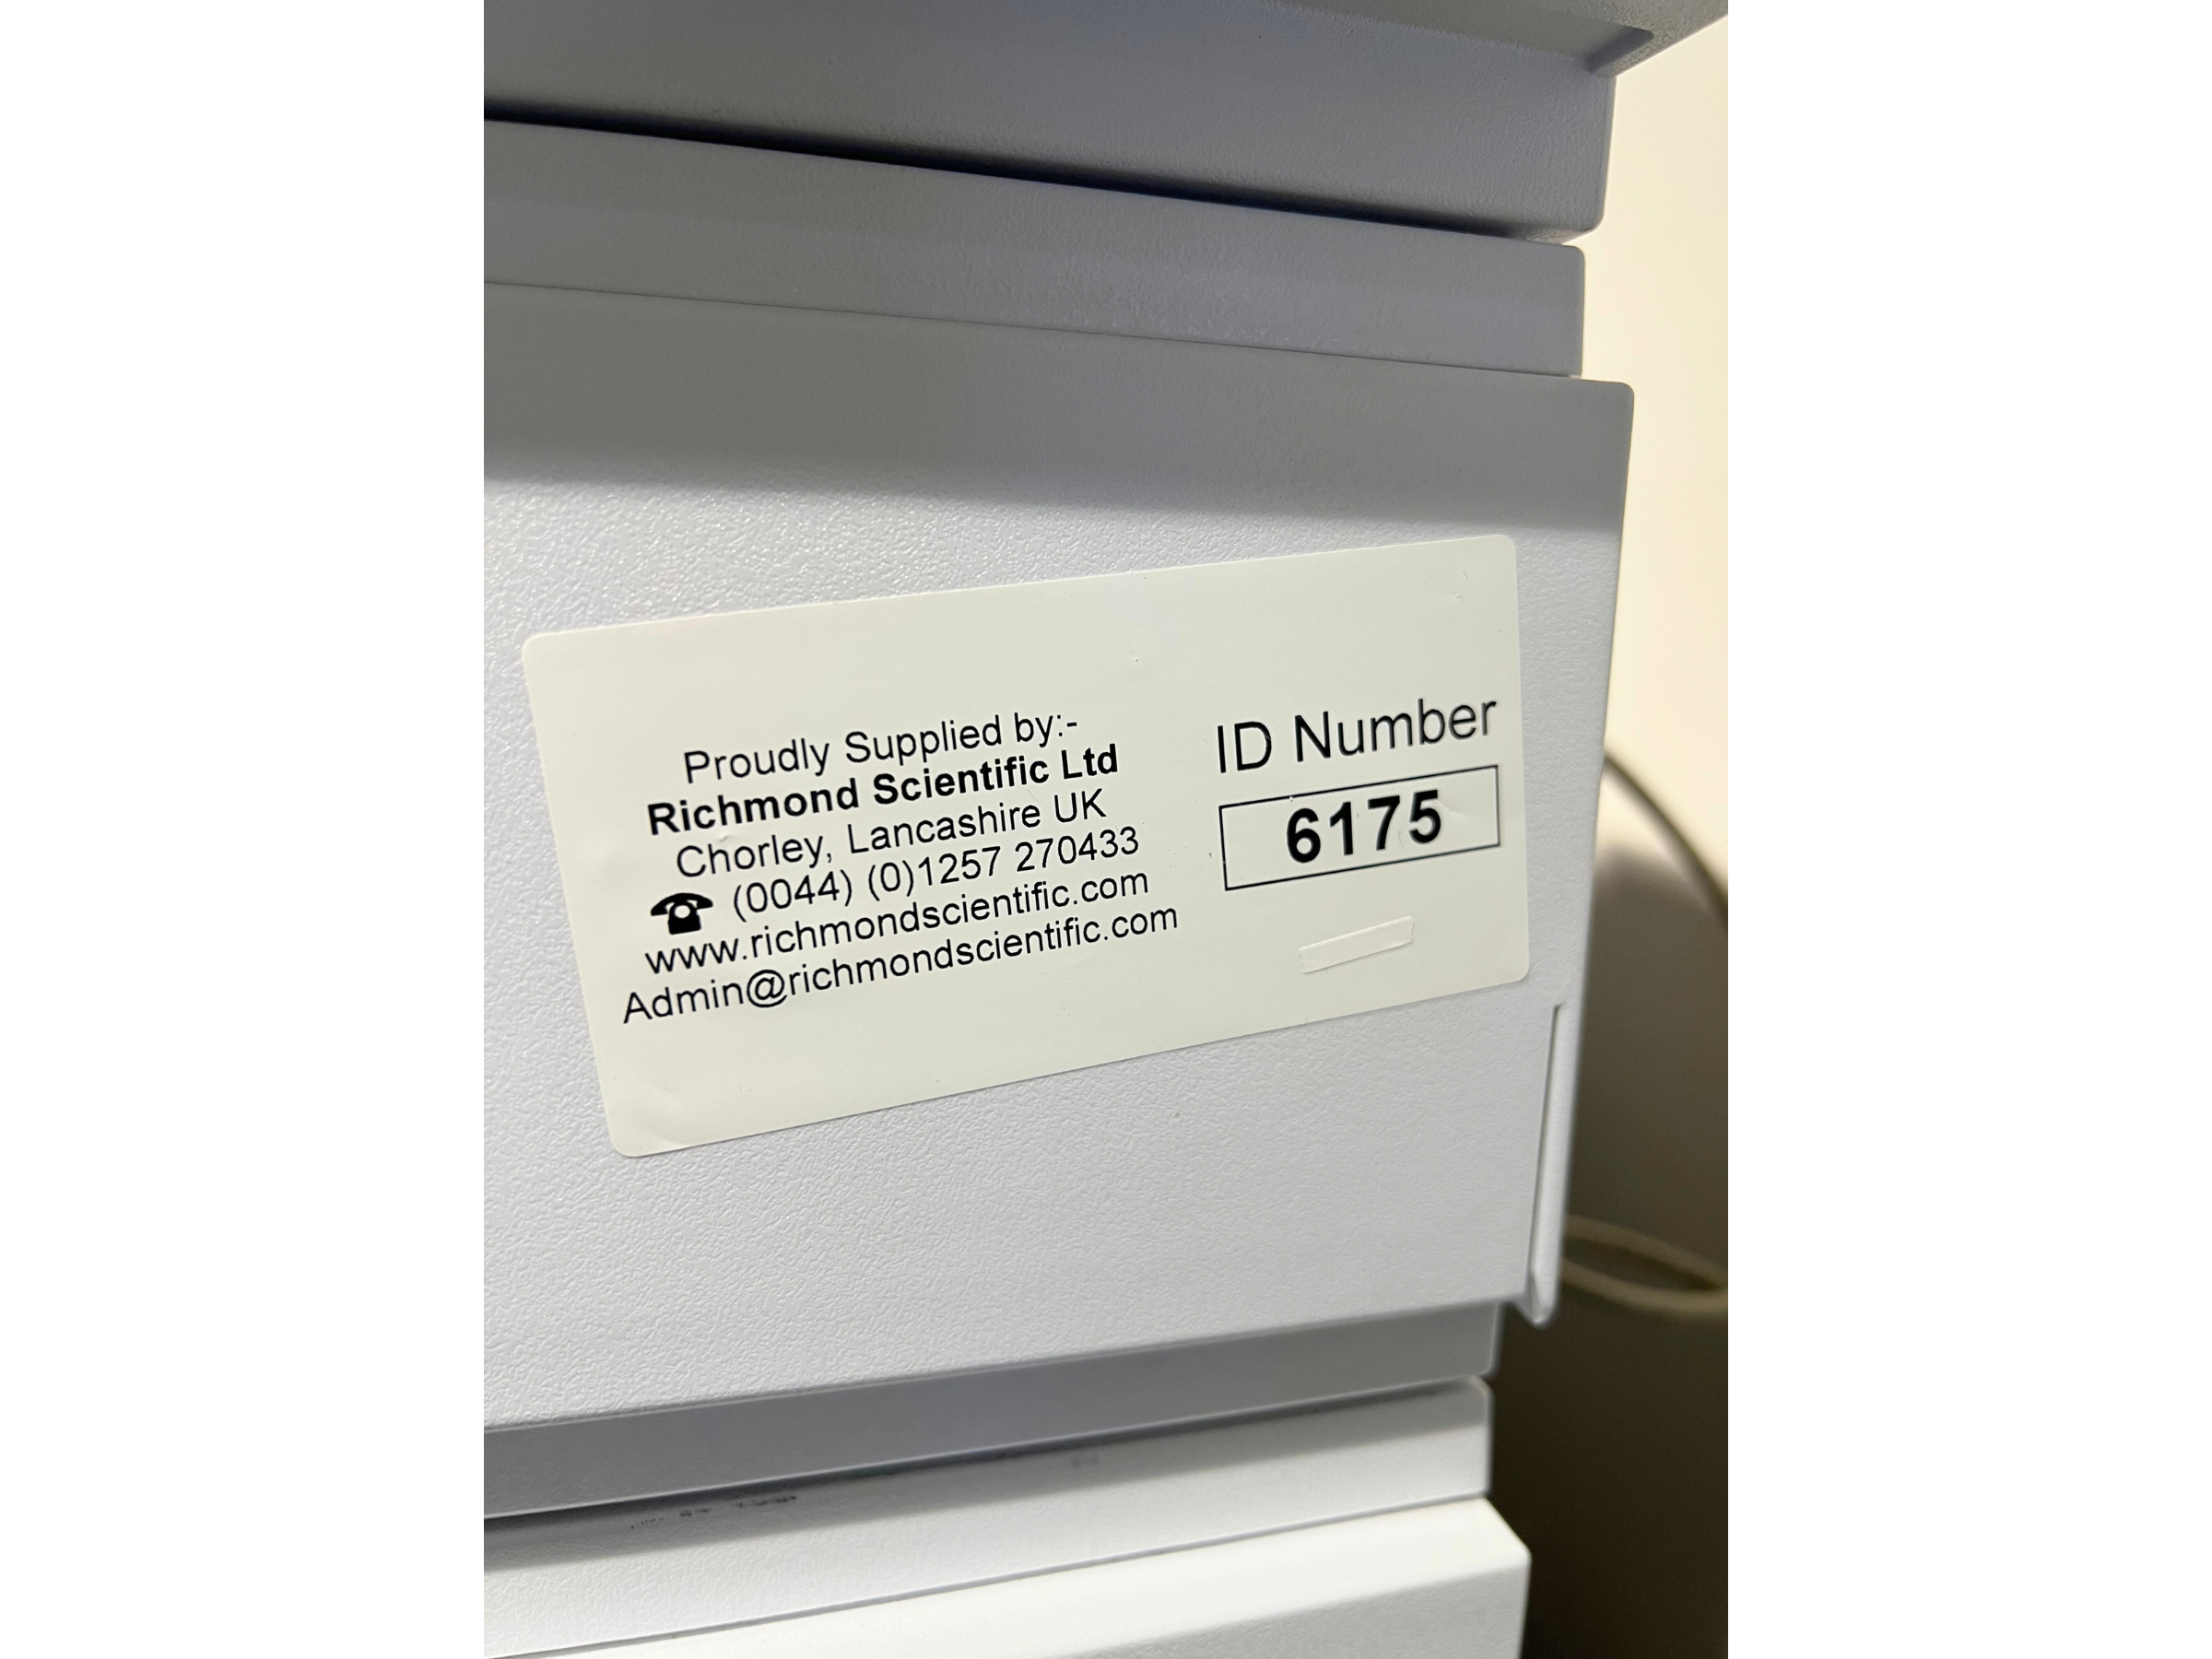 Proudly Supplied by:-
Richmond Scientific Ltd
Chorley, Lancashire UK
☎ (0044) (0)1257 270433
www.richmondscientific.com
Admin@richmondscientific.com
ID Number
6175